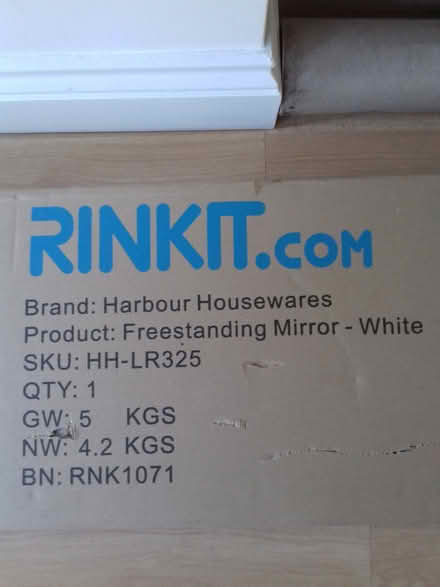 RINKIT.COM
Brand: Harbour Housewares
Product: Freestanding Mirror - White
SKU: HH-LR325
QTY: 1
GW: 5 KGS
NW: 4.2 KGS
BN: RNK1071